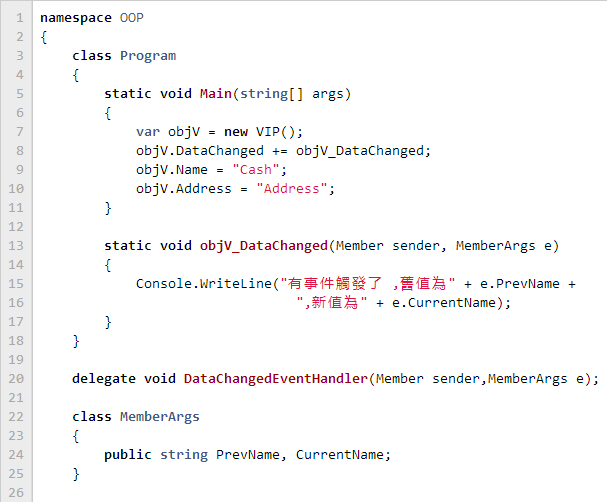 1 namespace OOP
2 {
3     class Program
4     {
5         static void Main(string[] args)
6         {
7             var objV = new VIP();
8             objV.DataChanged += objV_DataChanged;
9             objV.Name = "Cash";
10             objV.Address = "Address";
11         }
12
13         static void objV_DataChanged(Member sender, MemberArgs e)
14         {
15             Console.WriteLine("有事件觸發了 ,舊值為" + e.PrevName +
16                                 ",新值為" + e.CurrentName);
17         }
18     }
19
20     delegate void DataChangedEventHandler(Member sender,MemberArgs e);
21
22     class MemberArgs
23     {
24         public string PrevName, CurrentName;
25     }
26